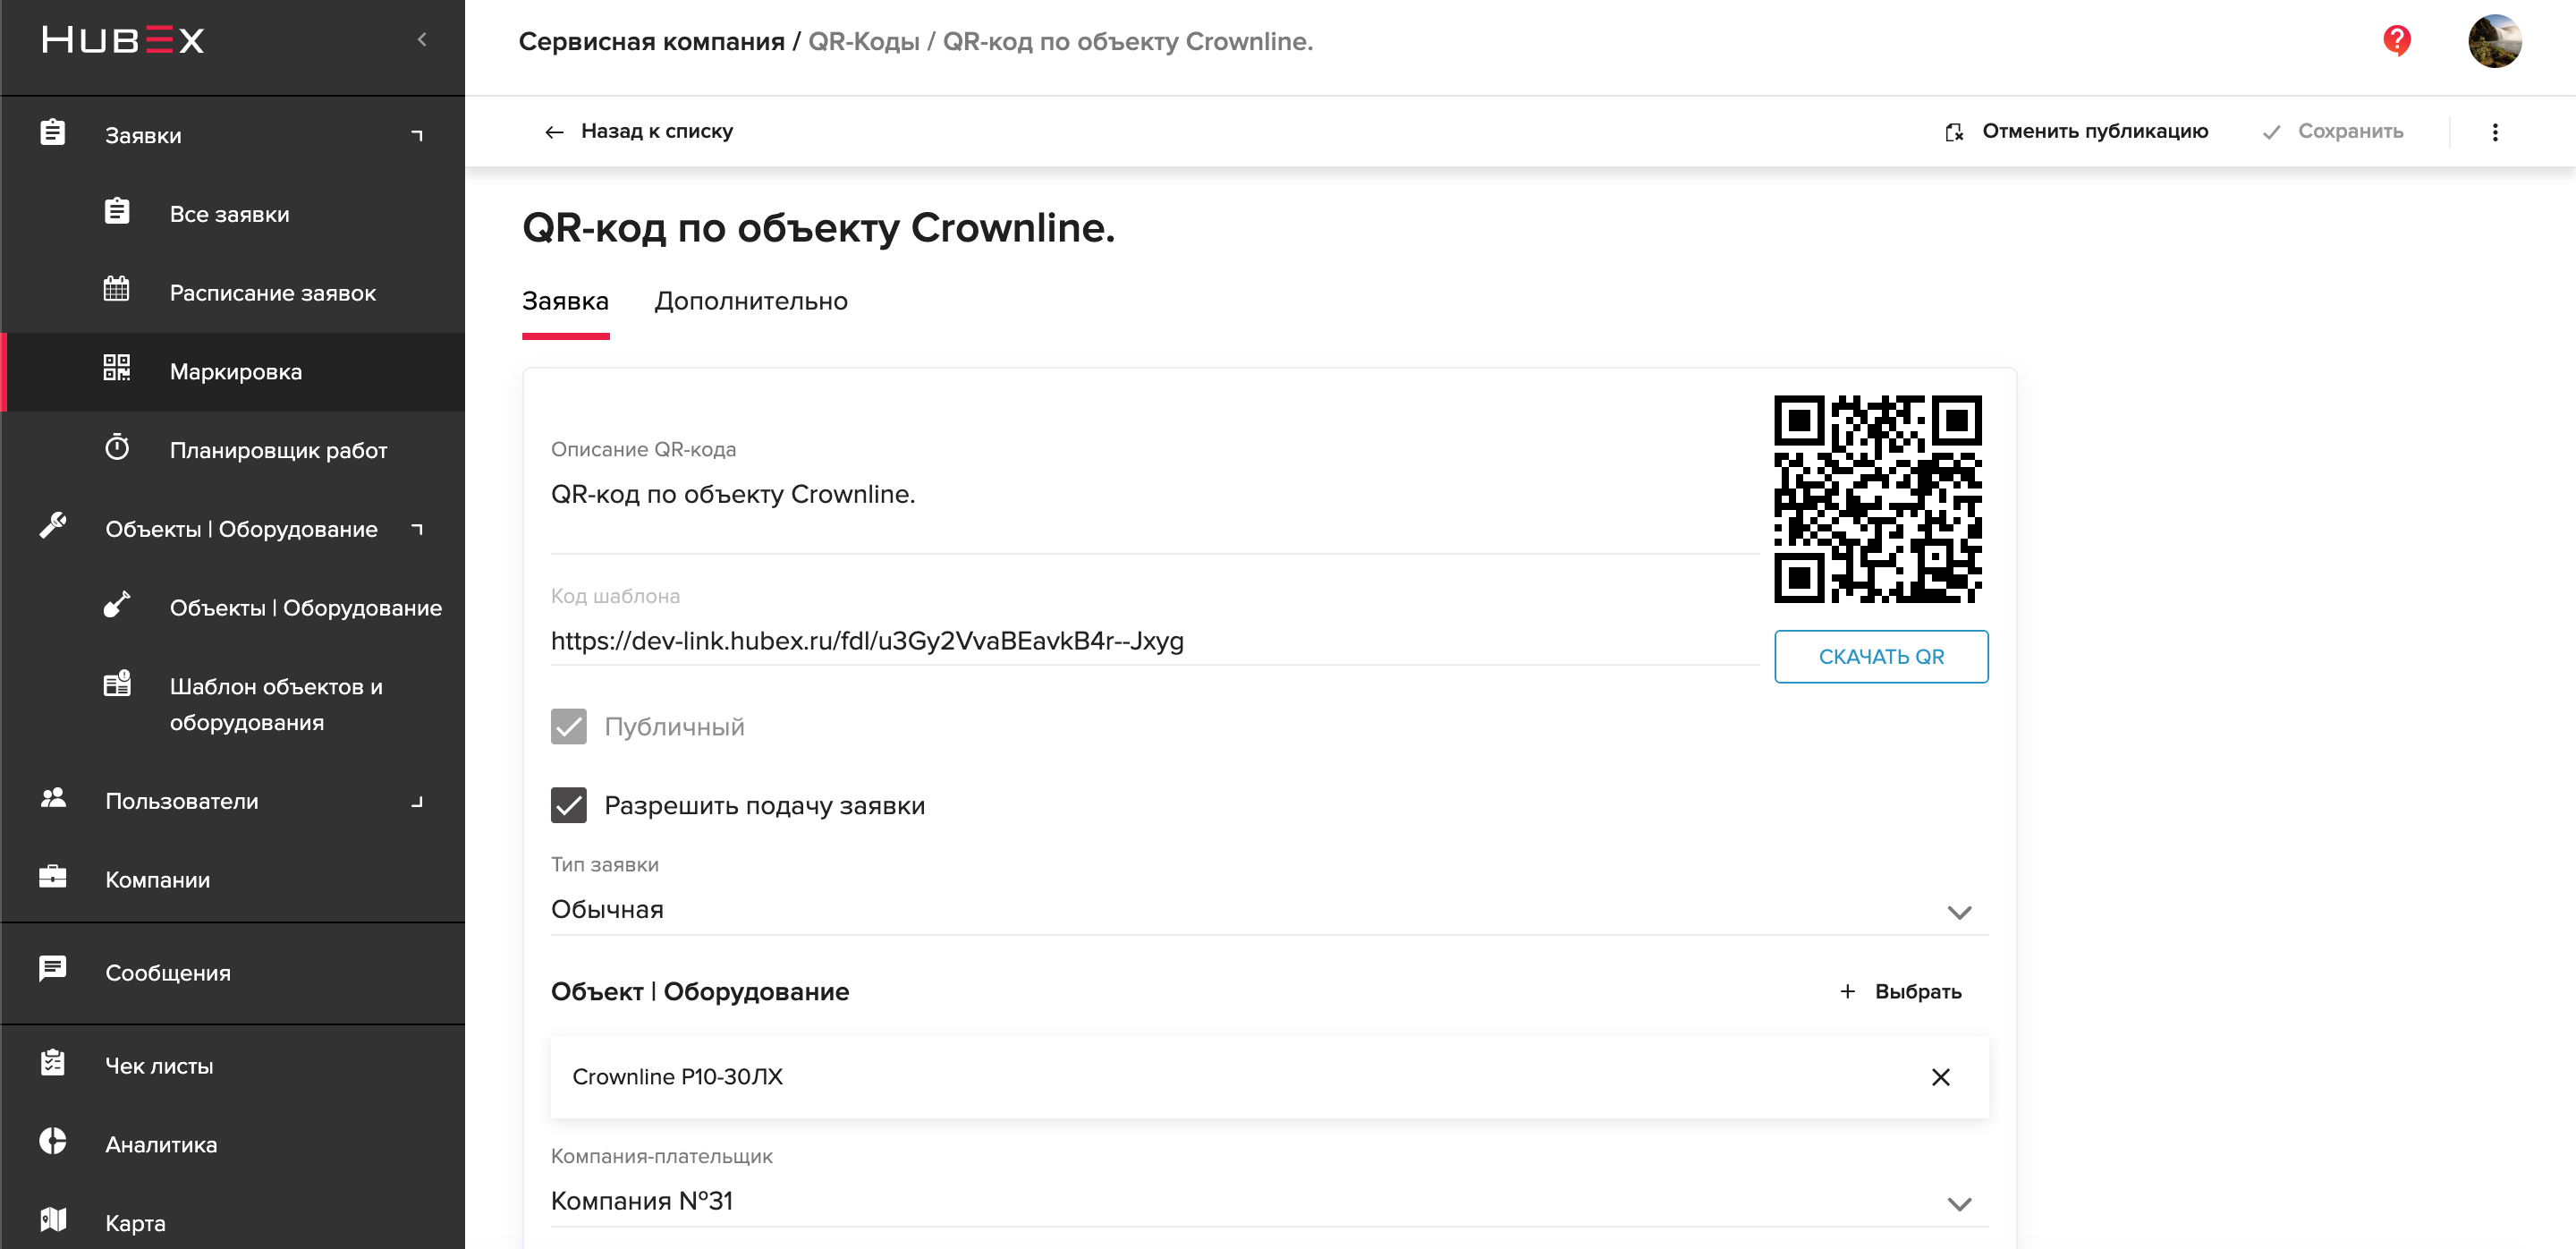 HUBEX
Сервисная компания / QR-Коды / QR-код по объекту Crownline.
Назад к списку
Отменить публикацию
Сохранить
Заявки
Все заявки
Расписание заявок
Маркировка
Планировщик работ
Объекты | Оборудование
Объекты | Оборудование
Шаблон объектов и
оборудования
Пользователи
Компании
Сообщения
Чек листы
Аналитика
Карта
QR-код по объекту Crownline.
Заявка
Дополнительно
Описание QR-кода
QR-код по объекту Crownline.
Код шаблона
https://dev-link.hubex.ru/fdl/u3Gy2VvaBEavkB4r--Jxyg
СКАЧАТЬ QR
Публичный
Разрешить подачу заявки
Тип заявки
Обычная
Объект | Оборудование
+ Выбрать
Crownline Р10-30ЛХ
Компания-плательщик
Компания №31